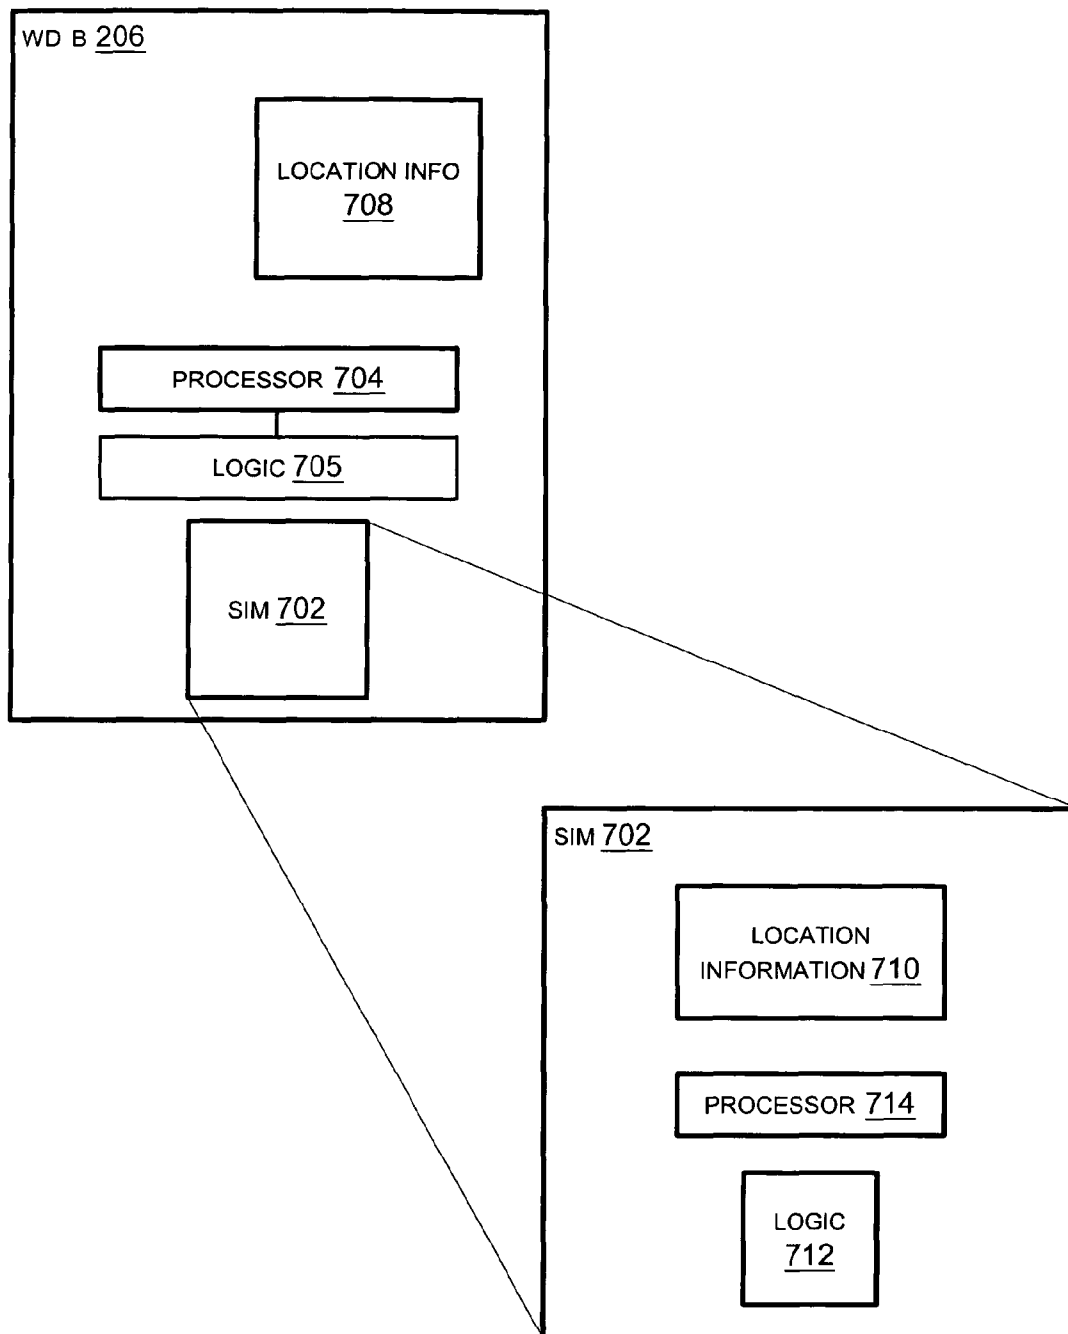 WD B 206
LOCATION INFO
708
PROCESSOR 704
LOGIC 705
SIM 702
SIM 702
LOCATION
INFORMATION 710
PROCESSOR 714
LOGIC
712